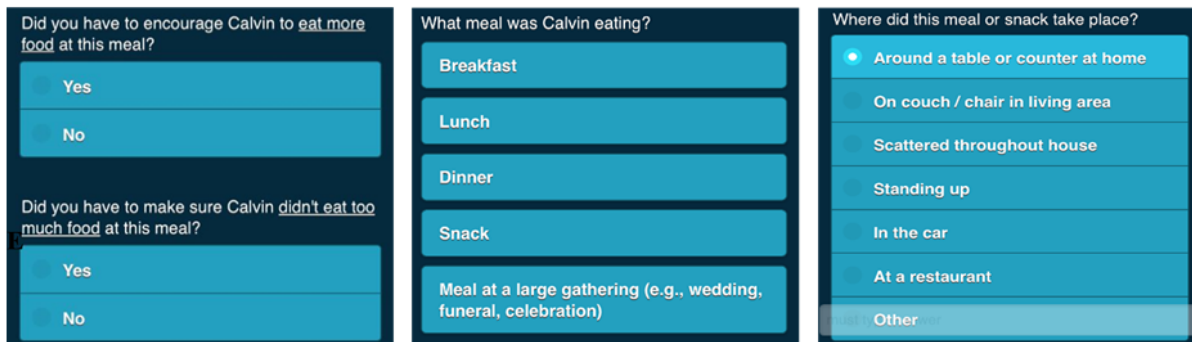 Did you have to encourage Calvin to eat more
food at this meal?
Yes
No
Did you have to make sure Calvin didn't eat too
much food at this meal?
E
Yes
No
What meal was Calvin eating?
Breakfast
Lunch
Dinner
Snack
Meal at a large gathering (e.g., wedding,
funeral, celebration)
Where did this meal or snack take place?
Around a table or counter at home
On couch / chair in living area
Scattered throughout house
Standing up
In the car
At a restaurant
Other
must